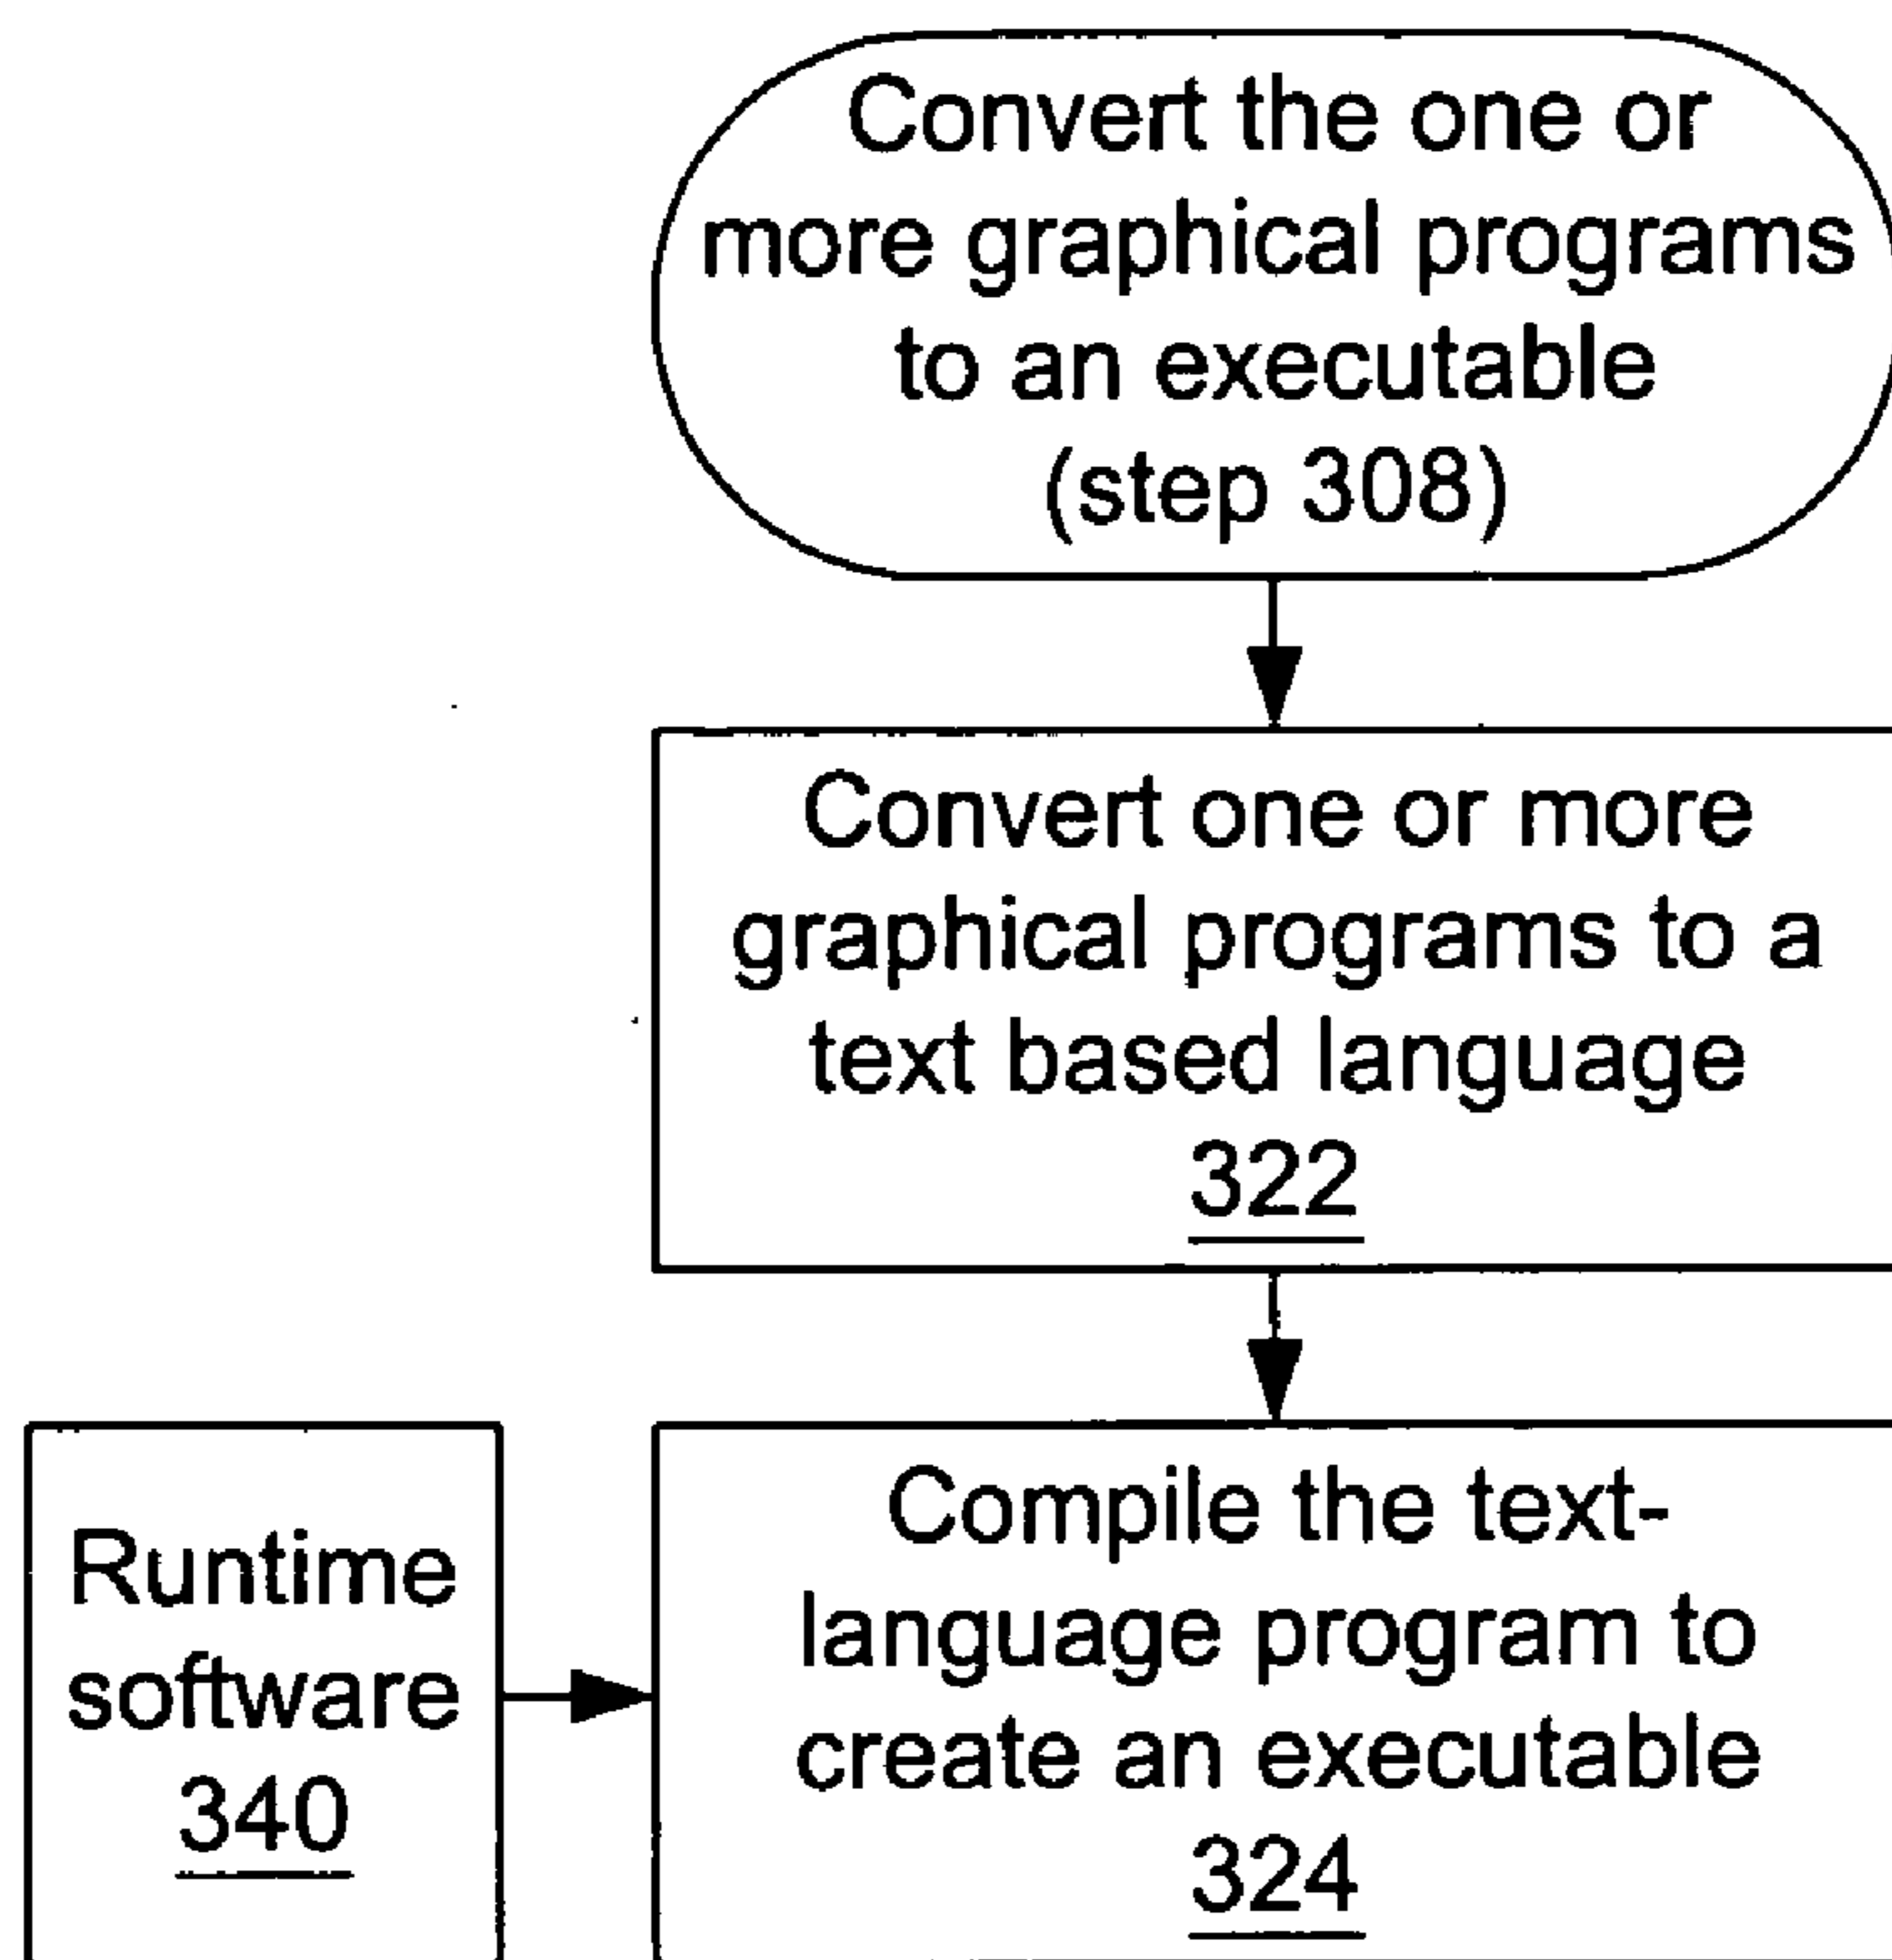 Convert the one or
more graphical programs
to an executable
(step 308)
Convert one or more
graphical programs to a
text based language
322
Runtime
software
340
Compile the text-
language program to
create an executable
324